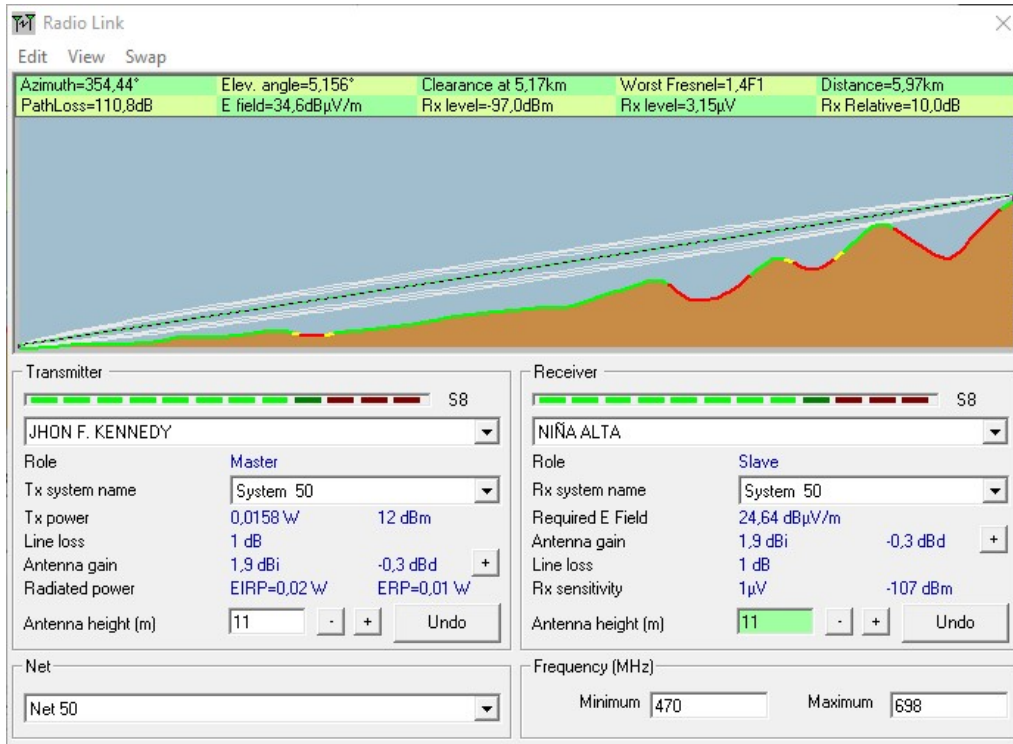 Radio Link
Edit View Swap
Azimuth=354,44° Elev. angle=5,156° Clearance at 5,17km Worst Fresnel=1,4F1 Distance=5,97km
PathLoss=110,8dB E field=34,6dBµV/m Rx level=-97,0dBm Rx level=3,15µV Rx Relative=10,0dB
Transmitter
S8
JHON F. KENNEDY
Role Master
Tx system name System 50
Tx power 0,0158 W 12 dBm
Line loss 1 dB
Antenna gain 1,9 dBi -0,3 dBd +
Radiated power EIRP=0,02 W ERP=0,01 W
Antenna height (m) 11 - + Undo
Receiver
S8
NIÑA ALTA
Role Slave
Rx system name System 50
Required E Field 24,64 dBµV/m
Antenna gain 1,9 dBi -0,3 dBd +
Line loss 1 dB
Rx sensitivity 1µV -107 dBm
Antenna height (m) 11 - + Undo
Net
Net 50
Frequency (MHz)
Minimum 470 Maximum 698